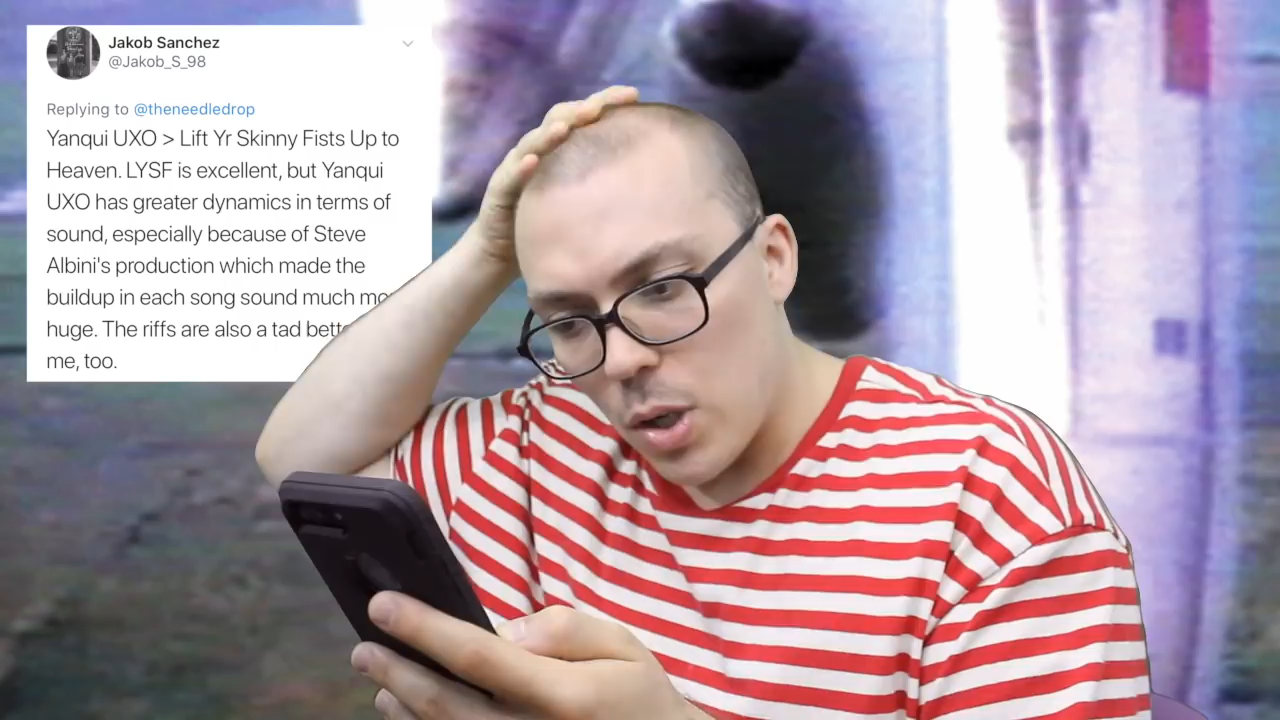 Jakob Sanchez
@Jakob_S_98
Replying to @theneedledrop
Yanqui UXO > Lift Yr Skinny Fists Up to
Heaven. LYSF is excellent, but Yanqui
UXO has greater dynamics in terms of
sound, especially because of Steve
Albini's production which made the
buildup in each song sound much
huge. The riffs are also a tad
me, too.